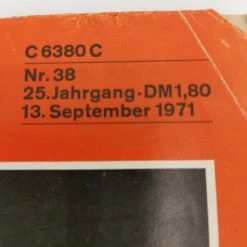 C 6380 C
Nr. 38
25. Jahrgang · DM 1,80
13. September 1971